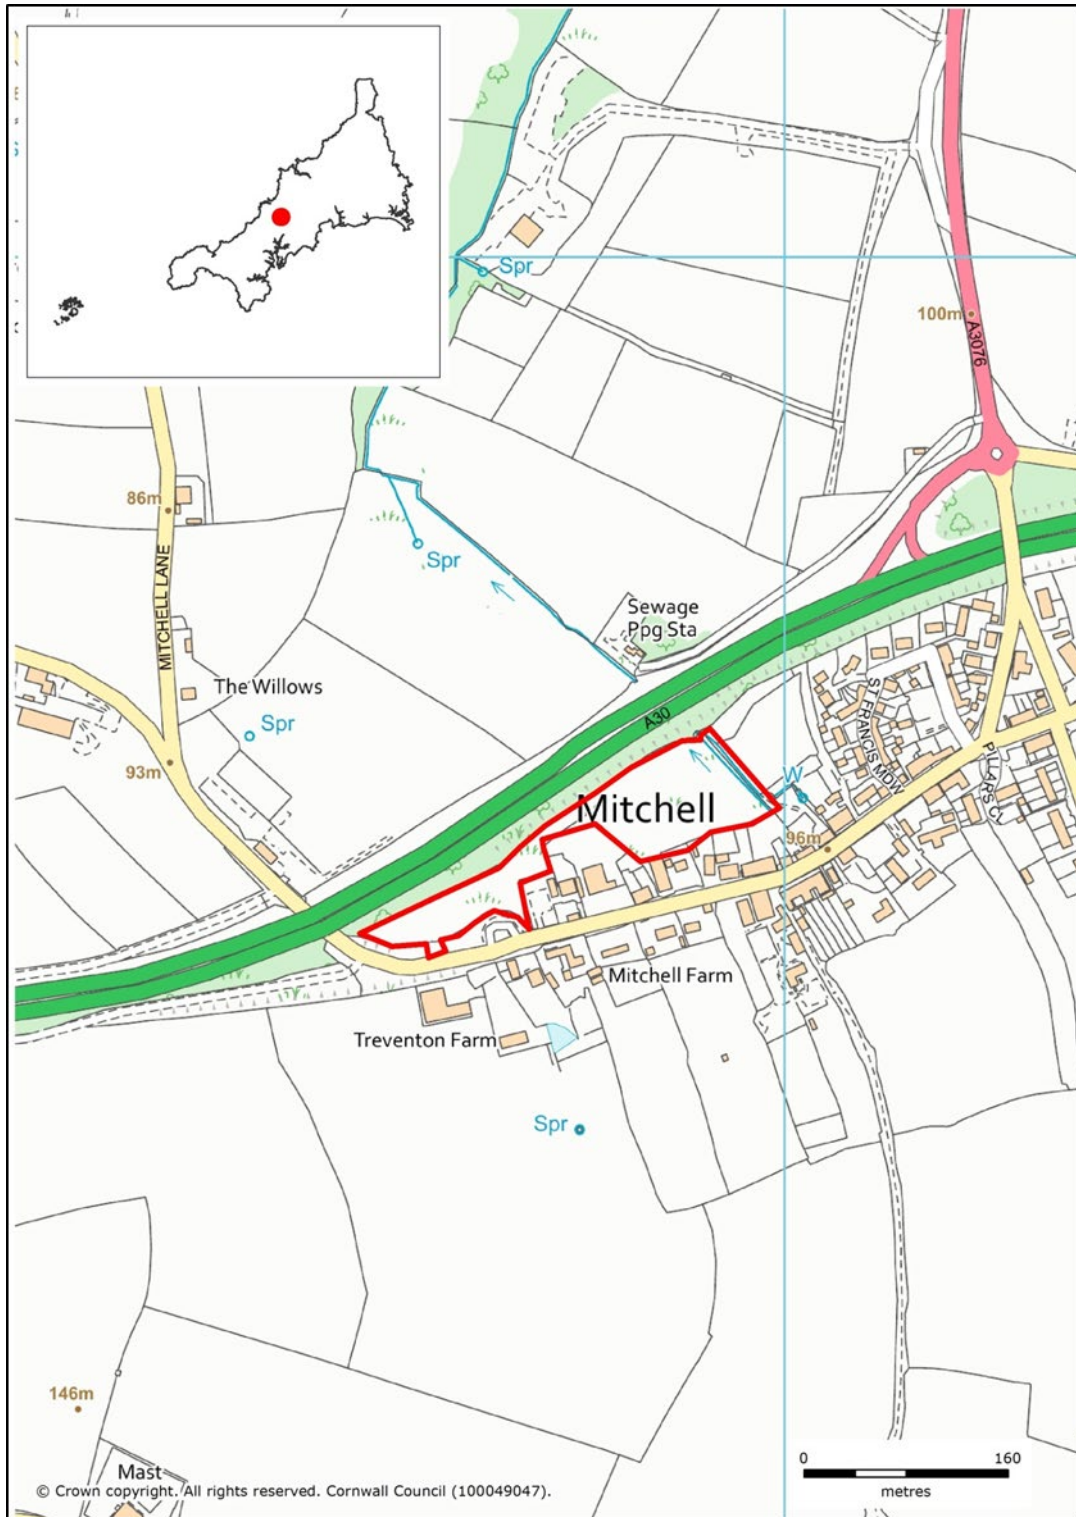 Spr
100m
A3076
86m
Spr
MITCHELL LANE
Sewage
Ppg Sta
The Willows
Spr
A30
ST FRANCIS MDW
93m
PILLARS CL
W
Mitchell
96m
Mitchell Farm
Treventon Farm
Spr
146m
Mast
0 160
metres
© Crown copyright. All rights reserved. Cornwall Council (100049047).